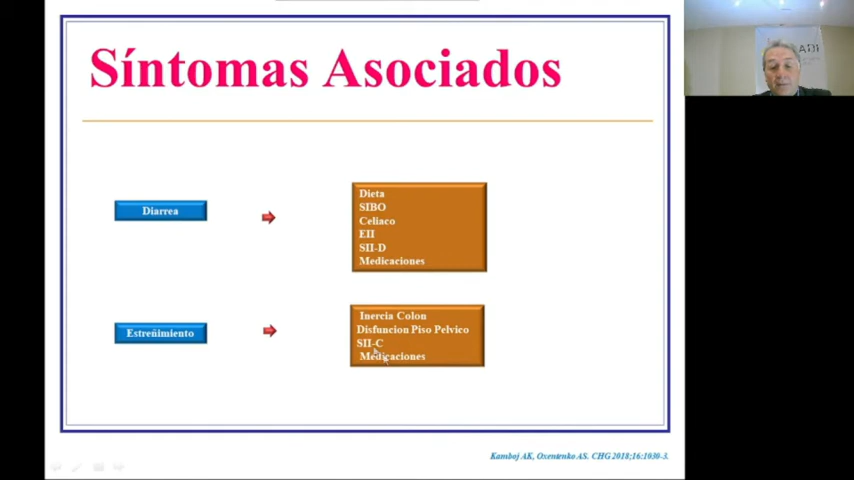 Síntomas Asociados
Diarrea
Dieta
SIBO
Celiaco
EII
SII-D
Medicaciones
Estreñimiento
Inercia Colon
Disfuncion Piso Pelvico
SII-C
Medicaciones
Kamboj AK, Oxentenko AS. CHG 2018;16:1030-3.